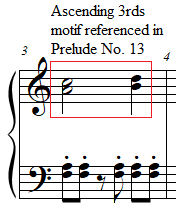 Ascending 3rds
motif referenced in
Prelude No. 13
3
4